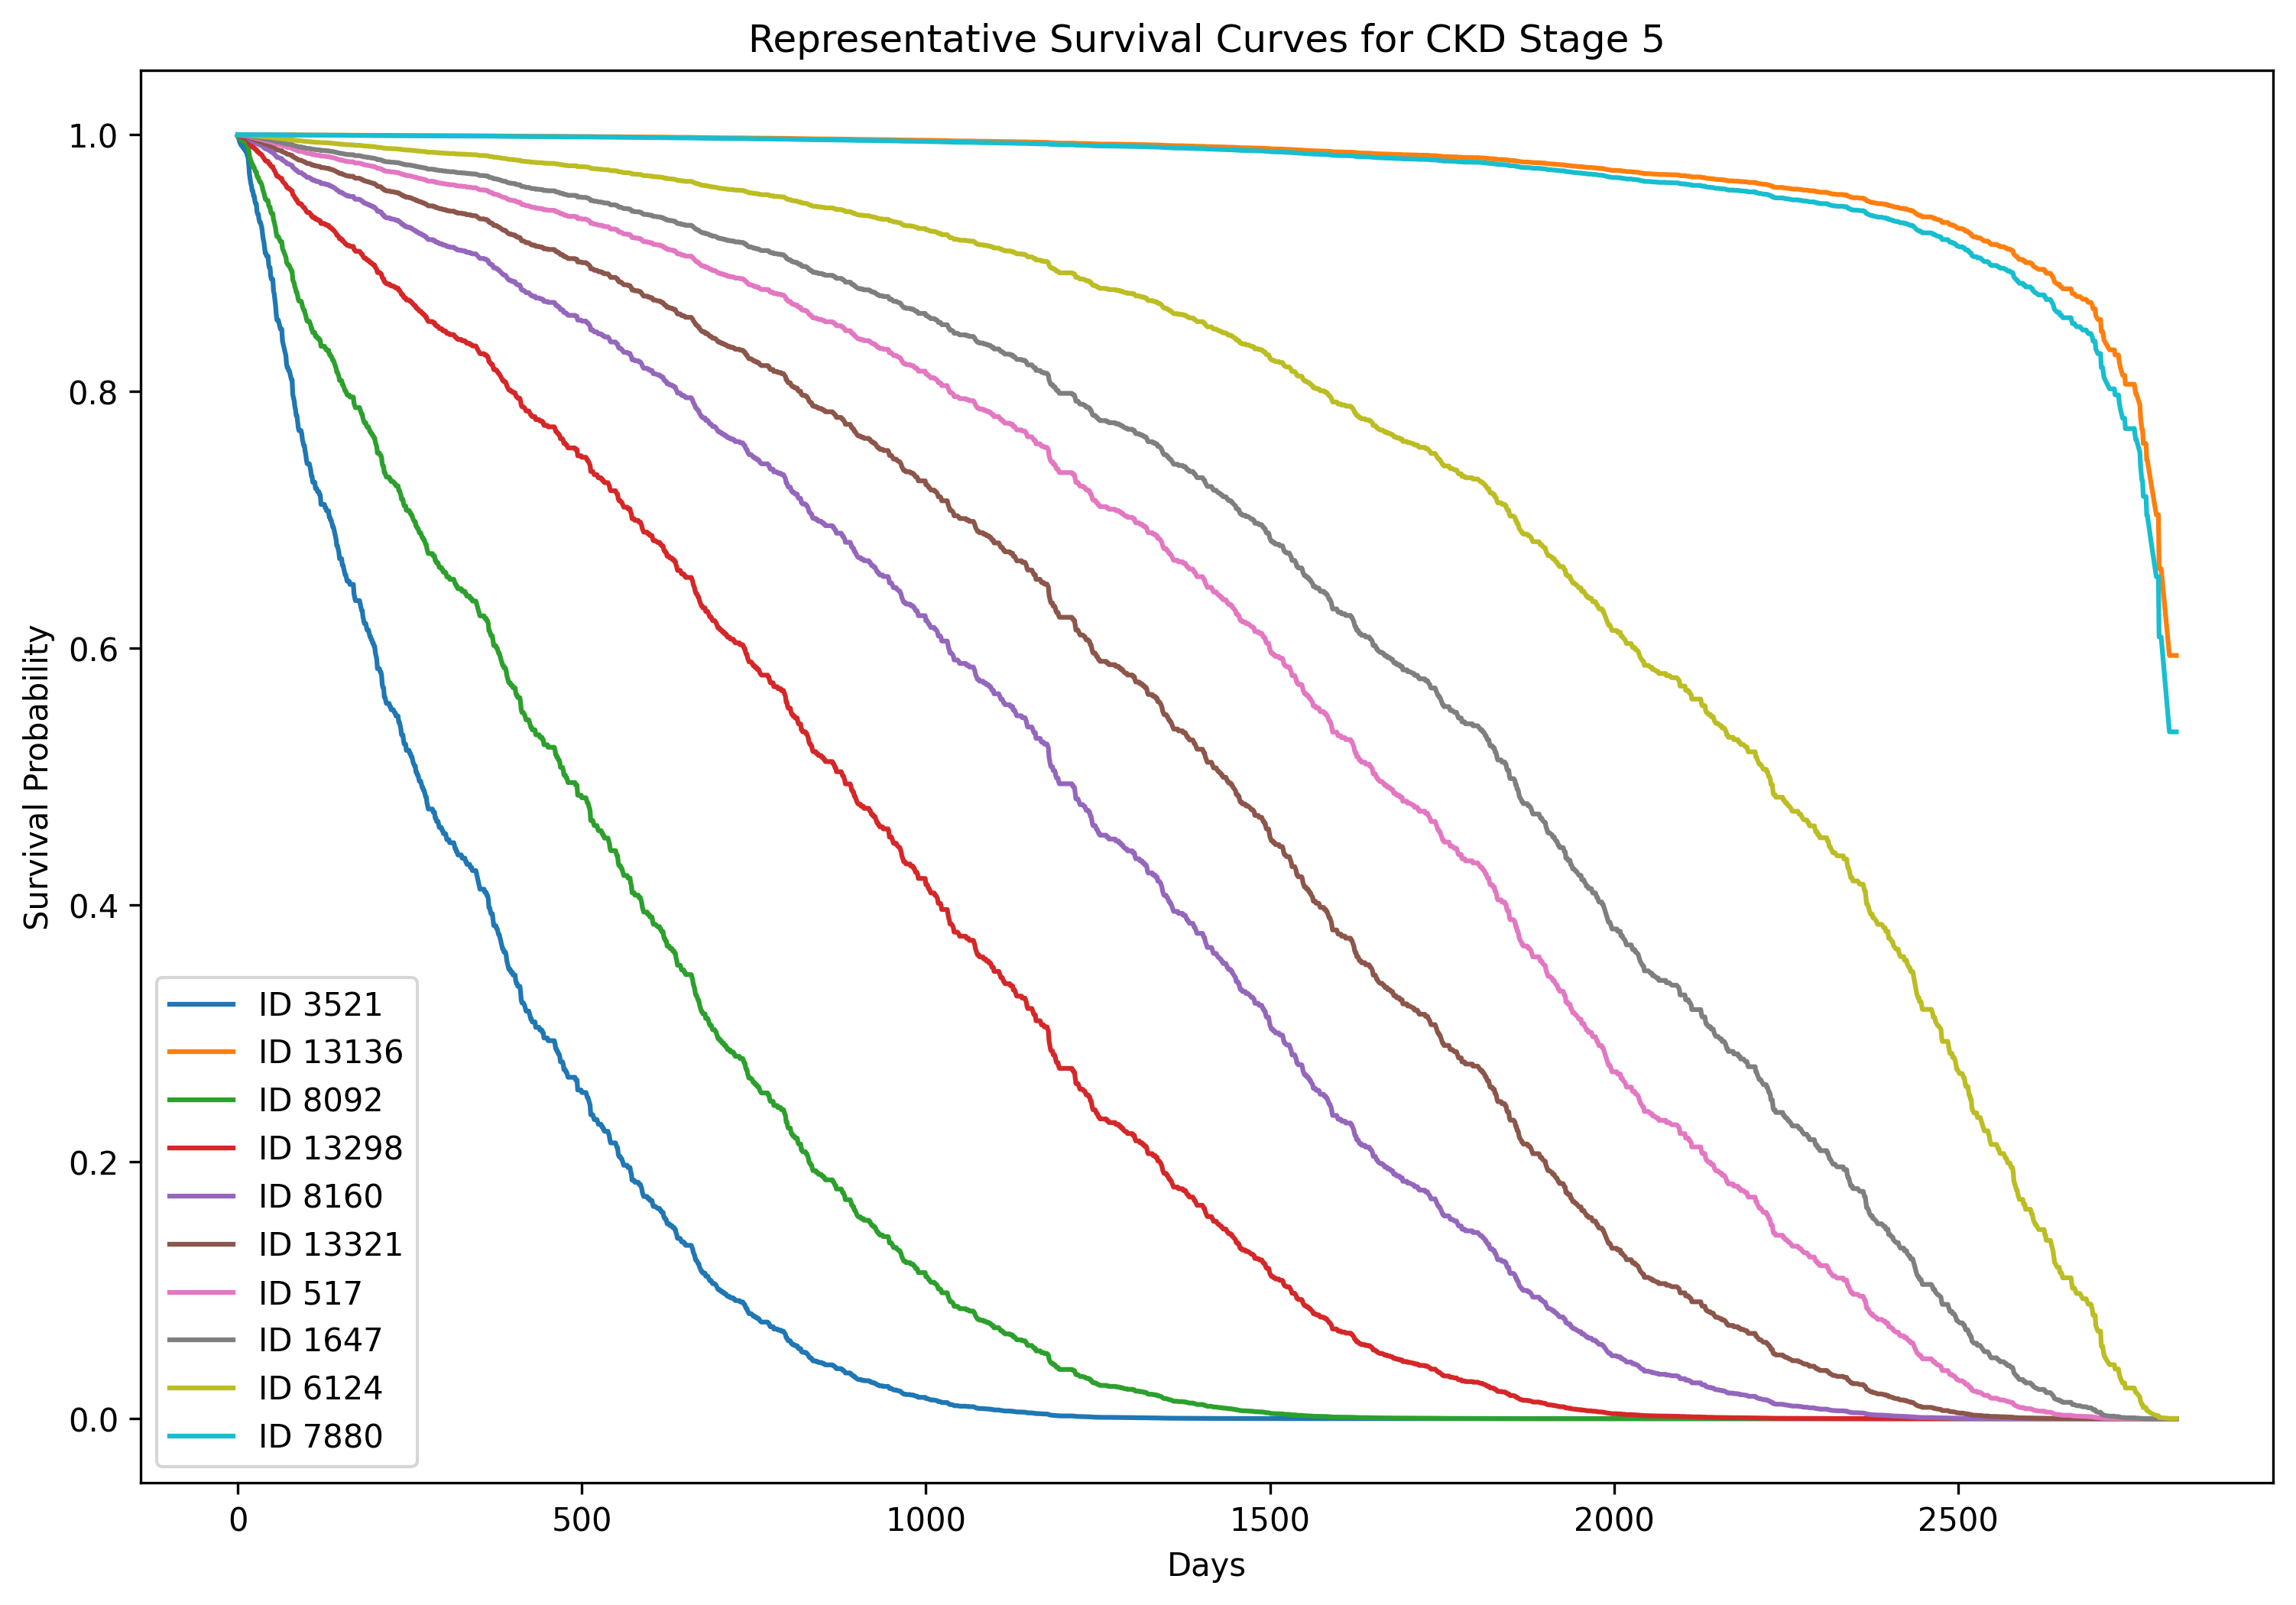 Representative Survival Curves for CKD Stage 5
1.0
0.8
0.6
0.4
0.2
0.0
Survival Probability
ID 3521
ID 13136
ID 8092
ID 13298
ID 8160
ID 13321
ID 517
ID 1647
ID 6124
ID 7880
0 500 1000 1500 2000 2500
Days